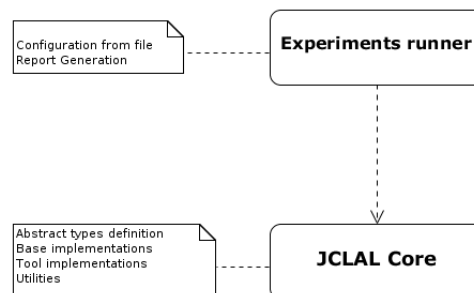 Configuration from file
Report Generation
Experiments runner
Abstract types definition
Base implementations
Tool implementations
Utilities
JCLAL Core